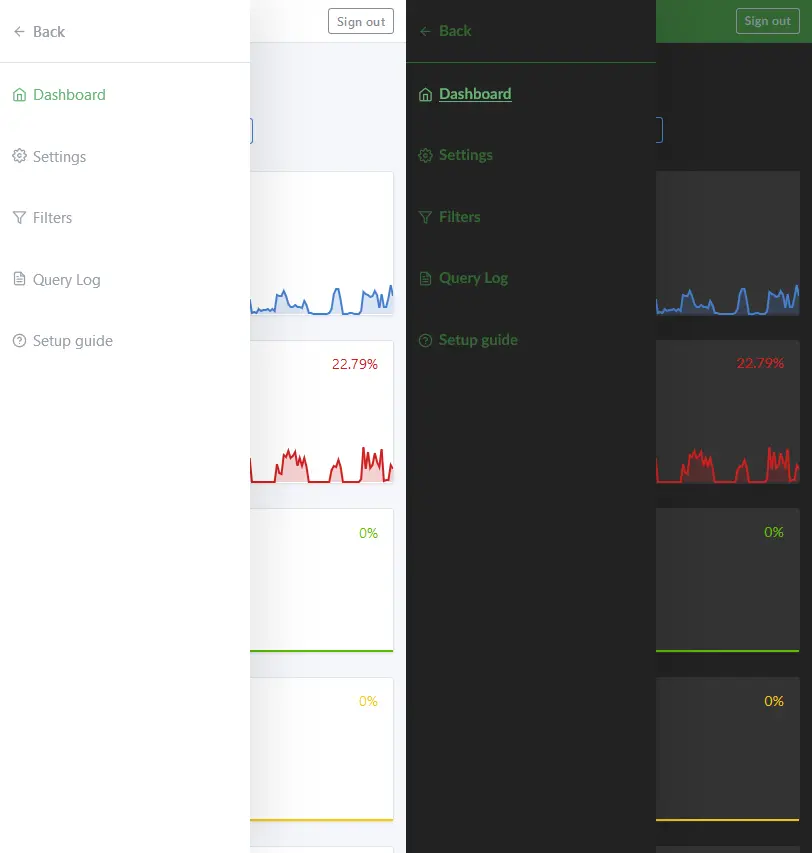 Back
Sign out
Dashboard
Settings
Filters
Query Log
Setup guide
22.79%
0%
0%
Back
Sign out
Dashboard
Settings
Filters
Query Log
Setup guide
22.79%
0%
0%